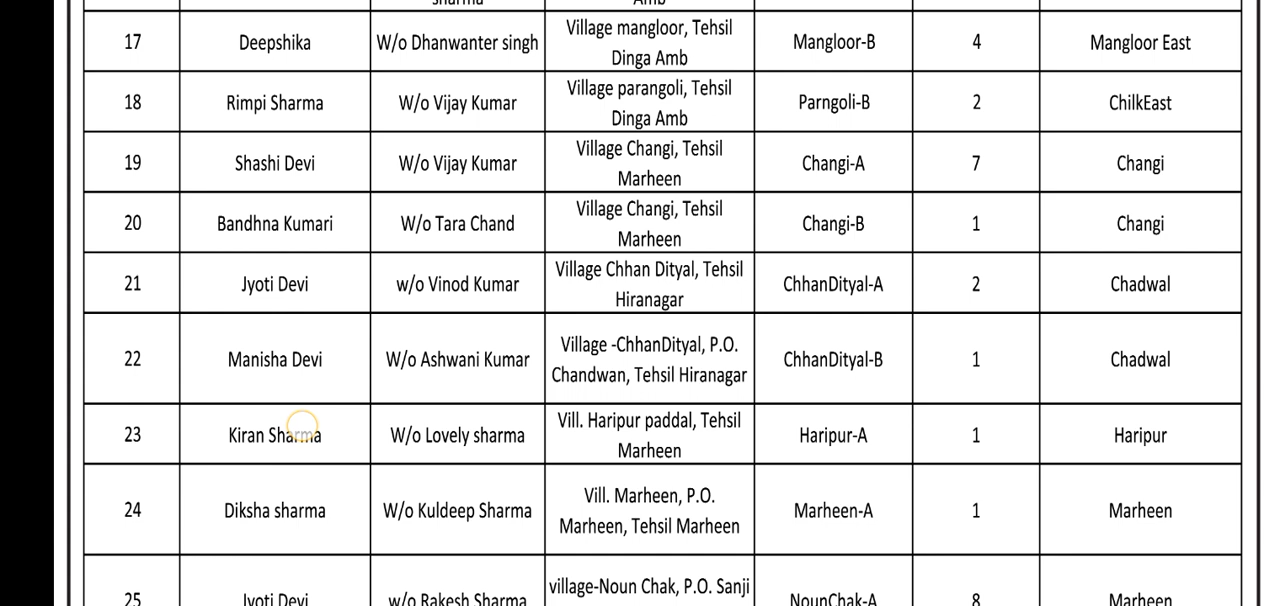 sharma Amb
17 Deepshika W/o Dhanwanter singh Village mangloor, Tehsil Dinga Amb Mangloor-B 4 Mangloor East
18 Rimpi Sharma W/o Vijay Kumar Village parangoli, Tehsil Dinga Amb Parngoli-B 2 ChilkEast
19 Shashi Devi W/o Vijay Kumar Village Changi, Tehsil Marheen Changi-A 7 Changi
20 Bandhna Kumari W/o Tara Chand Village Changi, Tehsil Marheen Changi-B 1 Changi
21 Jyoti Devi w/o Vinod Kumar Village Chhan Dityal, Tehsil Hiranagar ChhanDityal-A 2 Chadwal
22 Manisha Devi W/o Ashwani Kumar Village -ChhanDityal, P.O. Chandwan, Tehsil Hiranagar ChhanDityal-B 1 Chadwal
23 Kiran Sharma W/o Lovely sharma Vill. Haripur paddal, Tehsil Marheen Haripur-A 1 Haripur
24 Diksha sharma W/o Kuldeep Sharma Vill. Marheen, P.O. Marheen, Tehsil Marheen Marheen-A 1 Marheen
25 Jyoti Devi w/o Rakesh Sharma village-Noun Chak, P.O. Sanji NounChak-A 8 Marheen